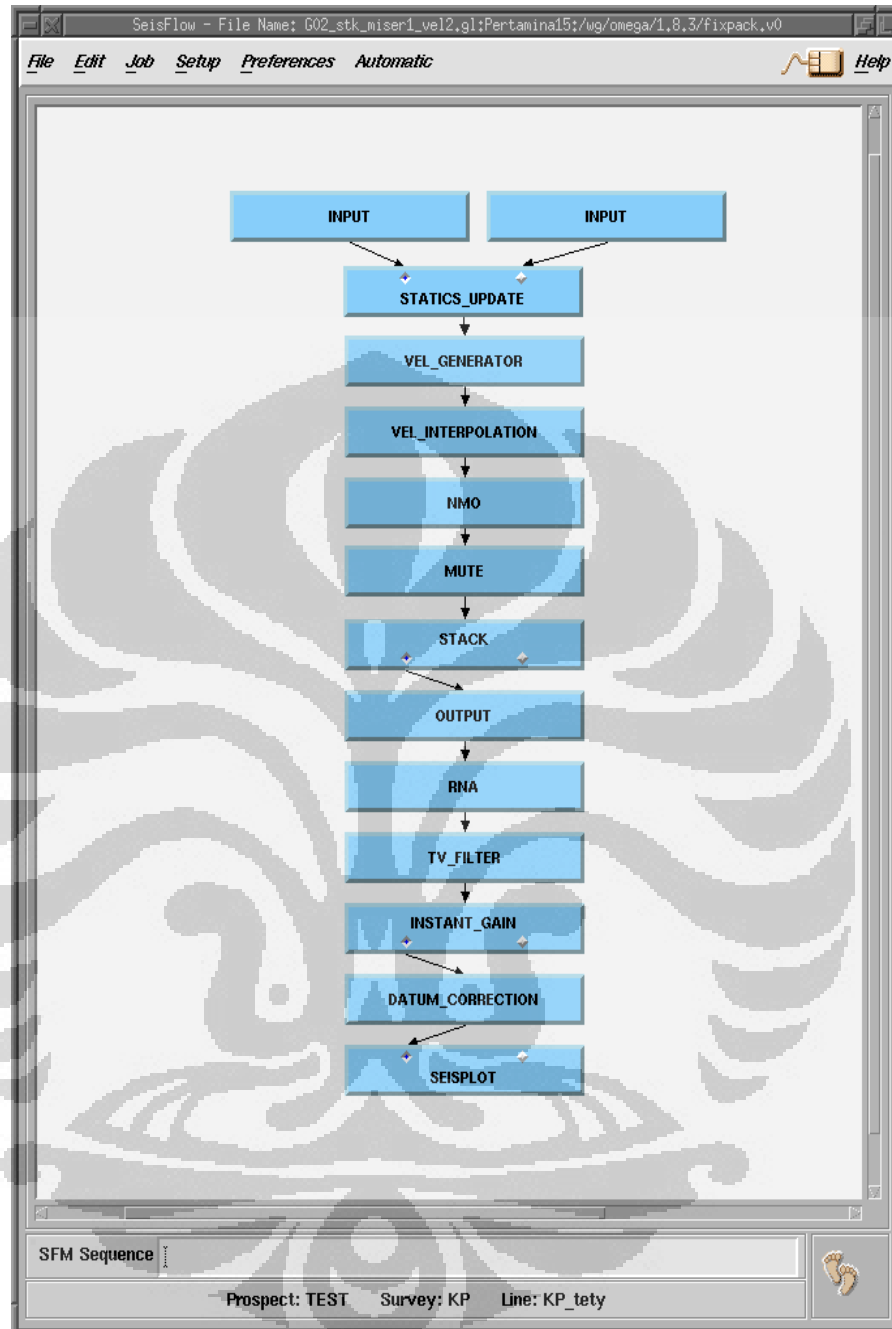 SeisFlow - File Name: G02_stk_miser1_vel2.gl:Pertamina15:/wg/omega/1.8.3/fixpack.v0
File Edit Job Setup Preferences Automatic Help
INPUT INPUT
STATICS_UPDATE
VEL_GENERATOR
VEL_INTERPOLATION
NMO
MUTE
STACK
OUTPUT
RNA
TV_FILTER
INSTANT_GAIN
DATUM_CORRECTION
SEISPLOT
SFM Sequence
Prospect: TEST Survey: KP Line: KP_tety